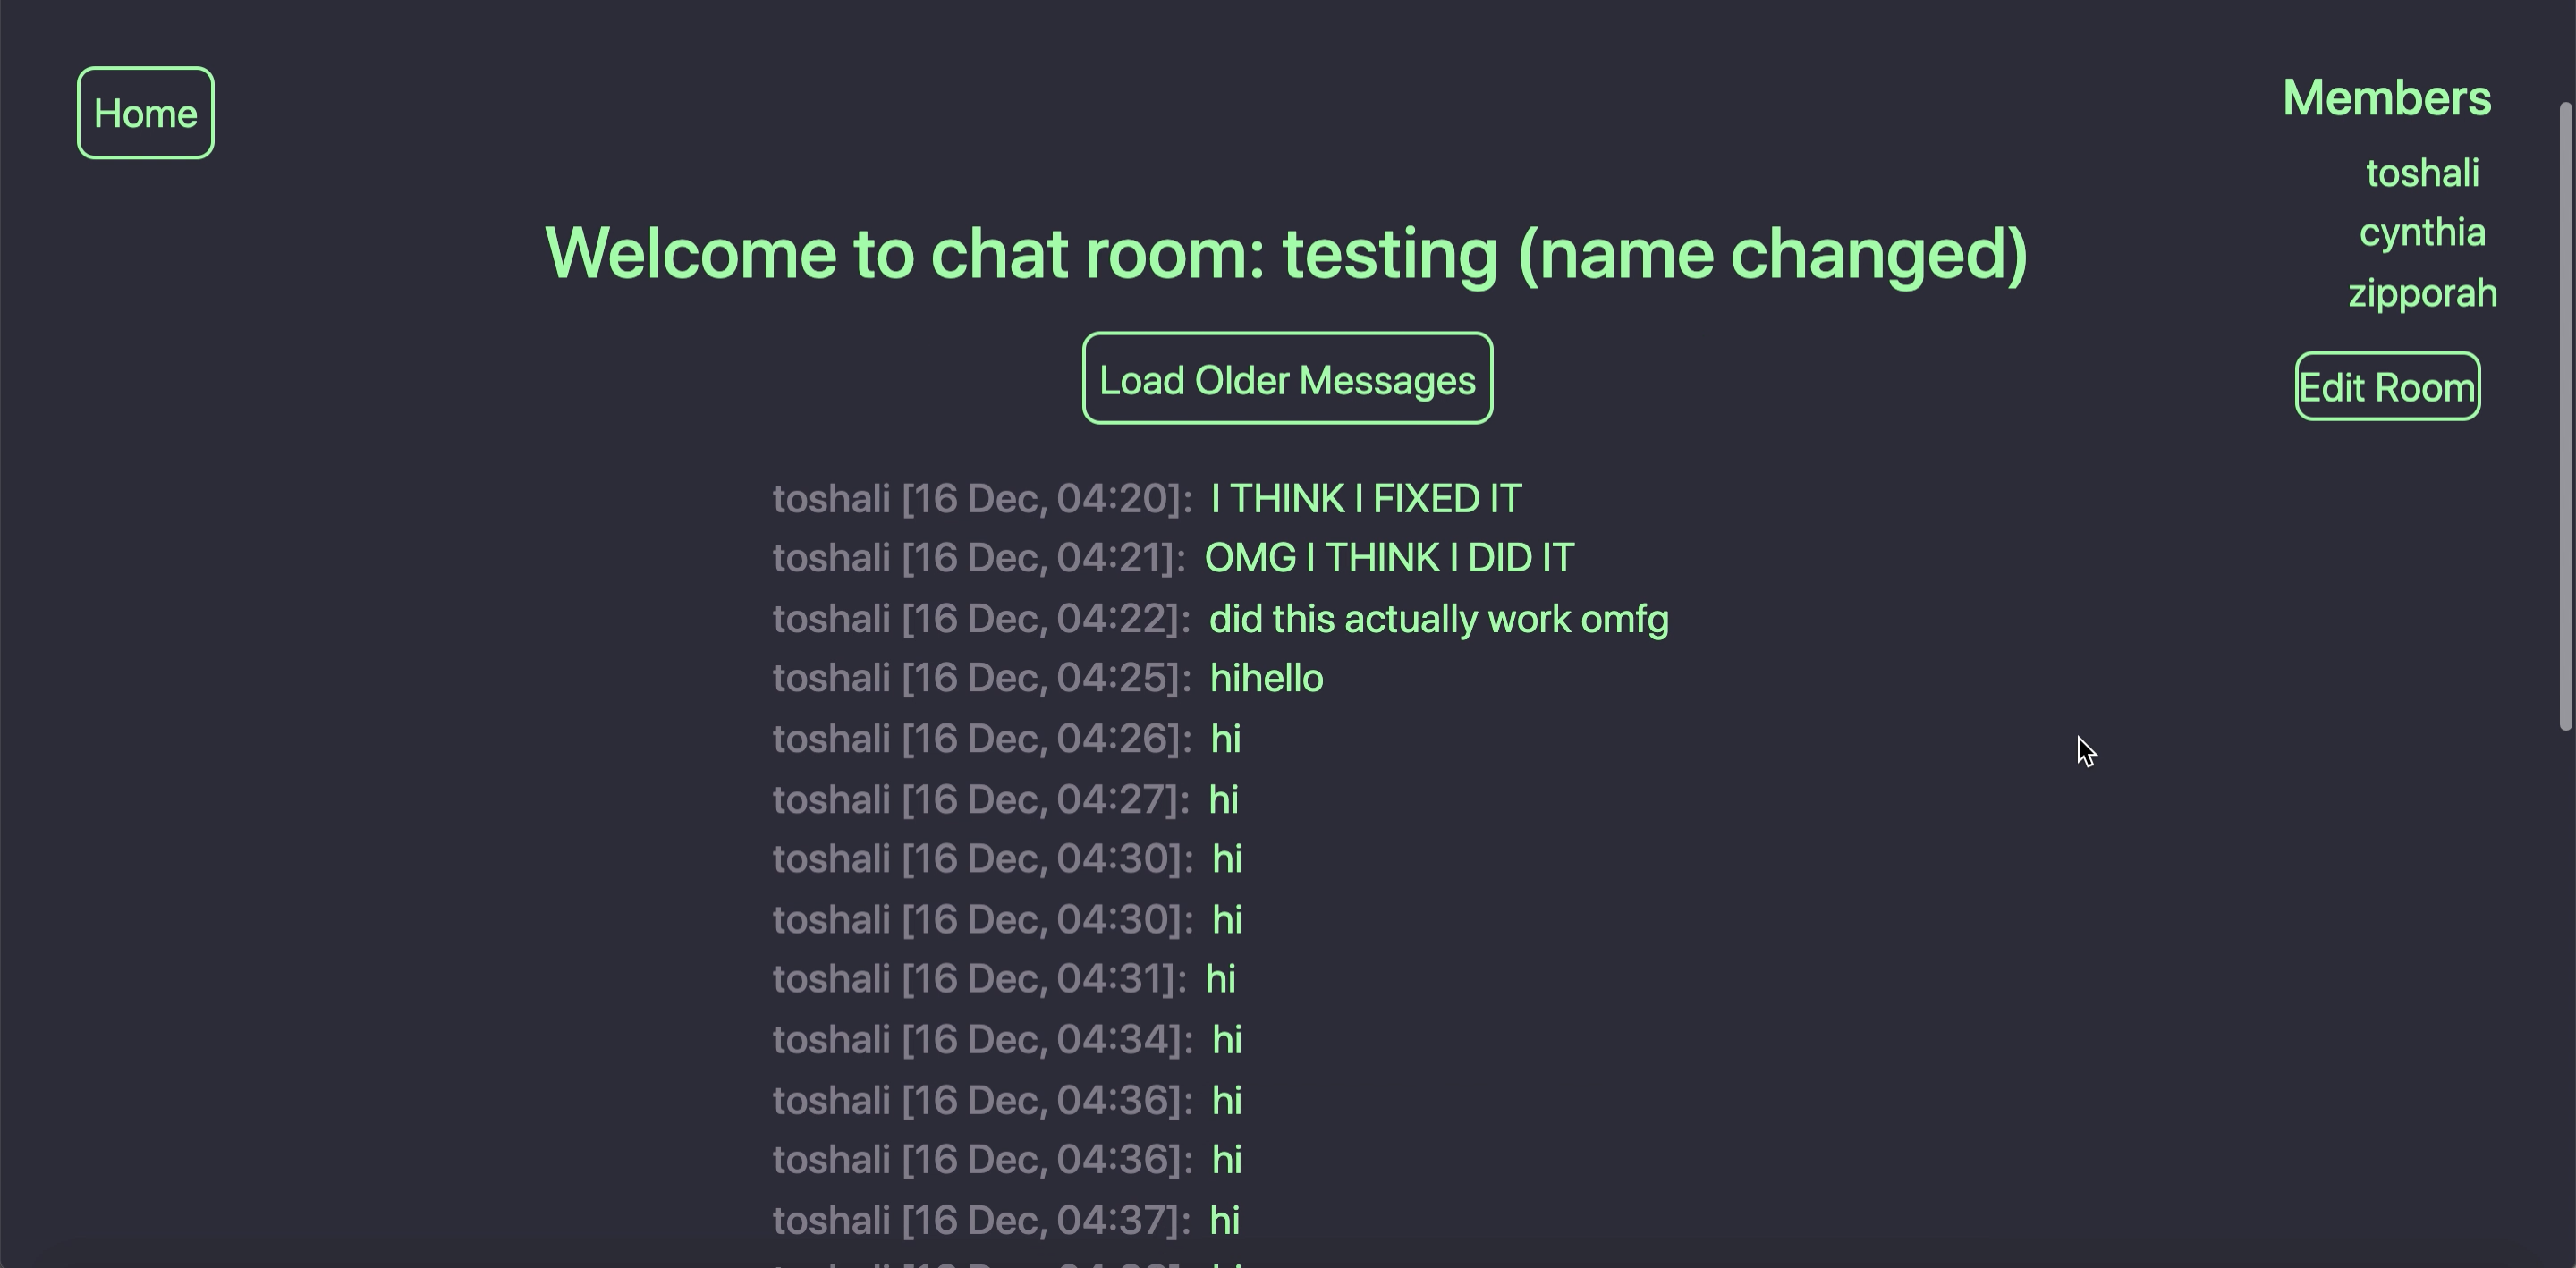 Home
Members
toshali
cynthia
zipporah
Edit Room
Welcome to chat room: testing (name changed)
Load Older Messages
toshali [16 Dec, 04:20]: I THINK I FIXED IT
toshali [16 Dec, 04:21]: OMG I THINK I DID IT
toshali [16 Dec, 04:22]: did this actually work omfg
toshali [16 Dec, 04:25]: hihello
toshali [16 Dec, 04:26]: hi
toshali [16 Dec, 04:27]: hi
toshali [16 Dec, 04:30]: hi
toshali [16 Dec, 04:30]: hi
toshali [16 Dec, 04:31]: hi
toshali [16 Dec, 04:34]: hi
toshali [16 Dec, 04:36]: hi
toshali [16 Dec, 04:36]: hi
toshali [16 Dec, 04:37]: hi